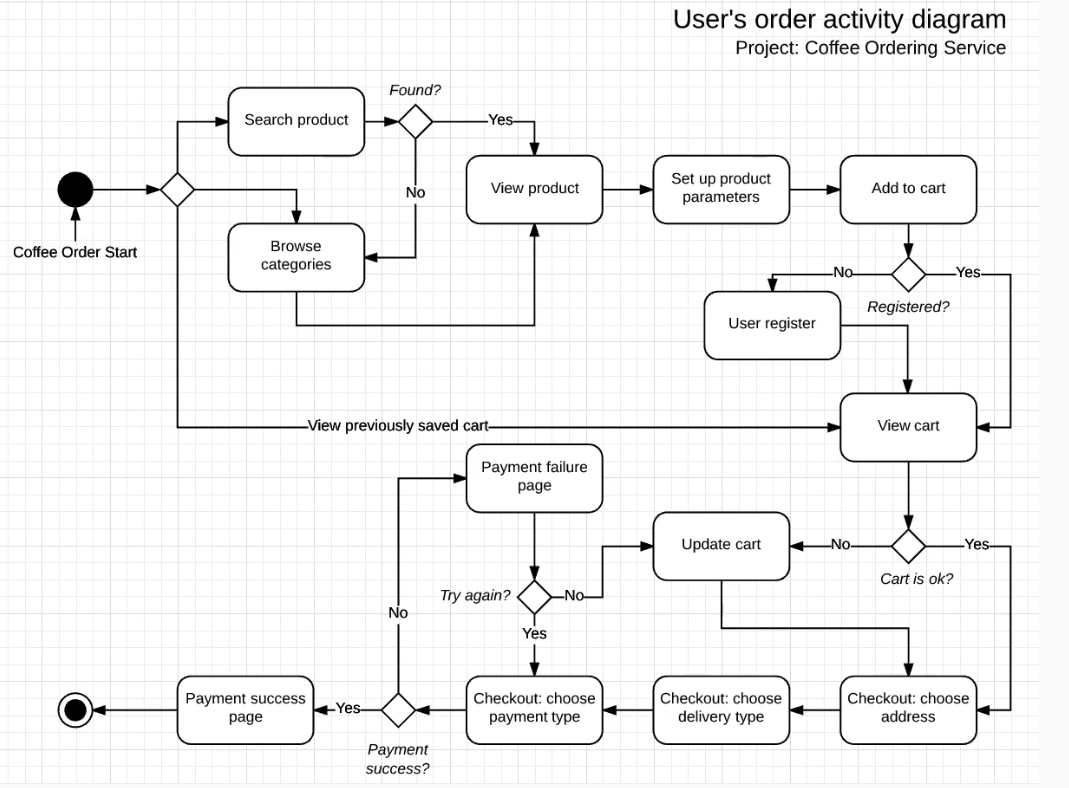 User's order activity diagram
Project: Coffee Ordering Service
Found?
Search product
Yes
View product
Set up product
parameters
Add to cart
No
Coffee Order Start
Browse
categories
No
Yes
Registered?
User register
View previously saved cart
View cart
Payment failure
page
Update cart
No
Yes
Cart is ok?
Try again?
No
No
Yes
Payment success
page
Yes
Checkout: choose
payment type
Checkout: choose
delivery type
Checkout: choose
address
Payment
success?